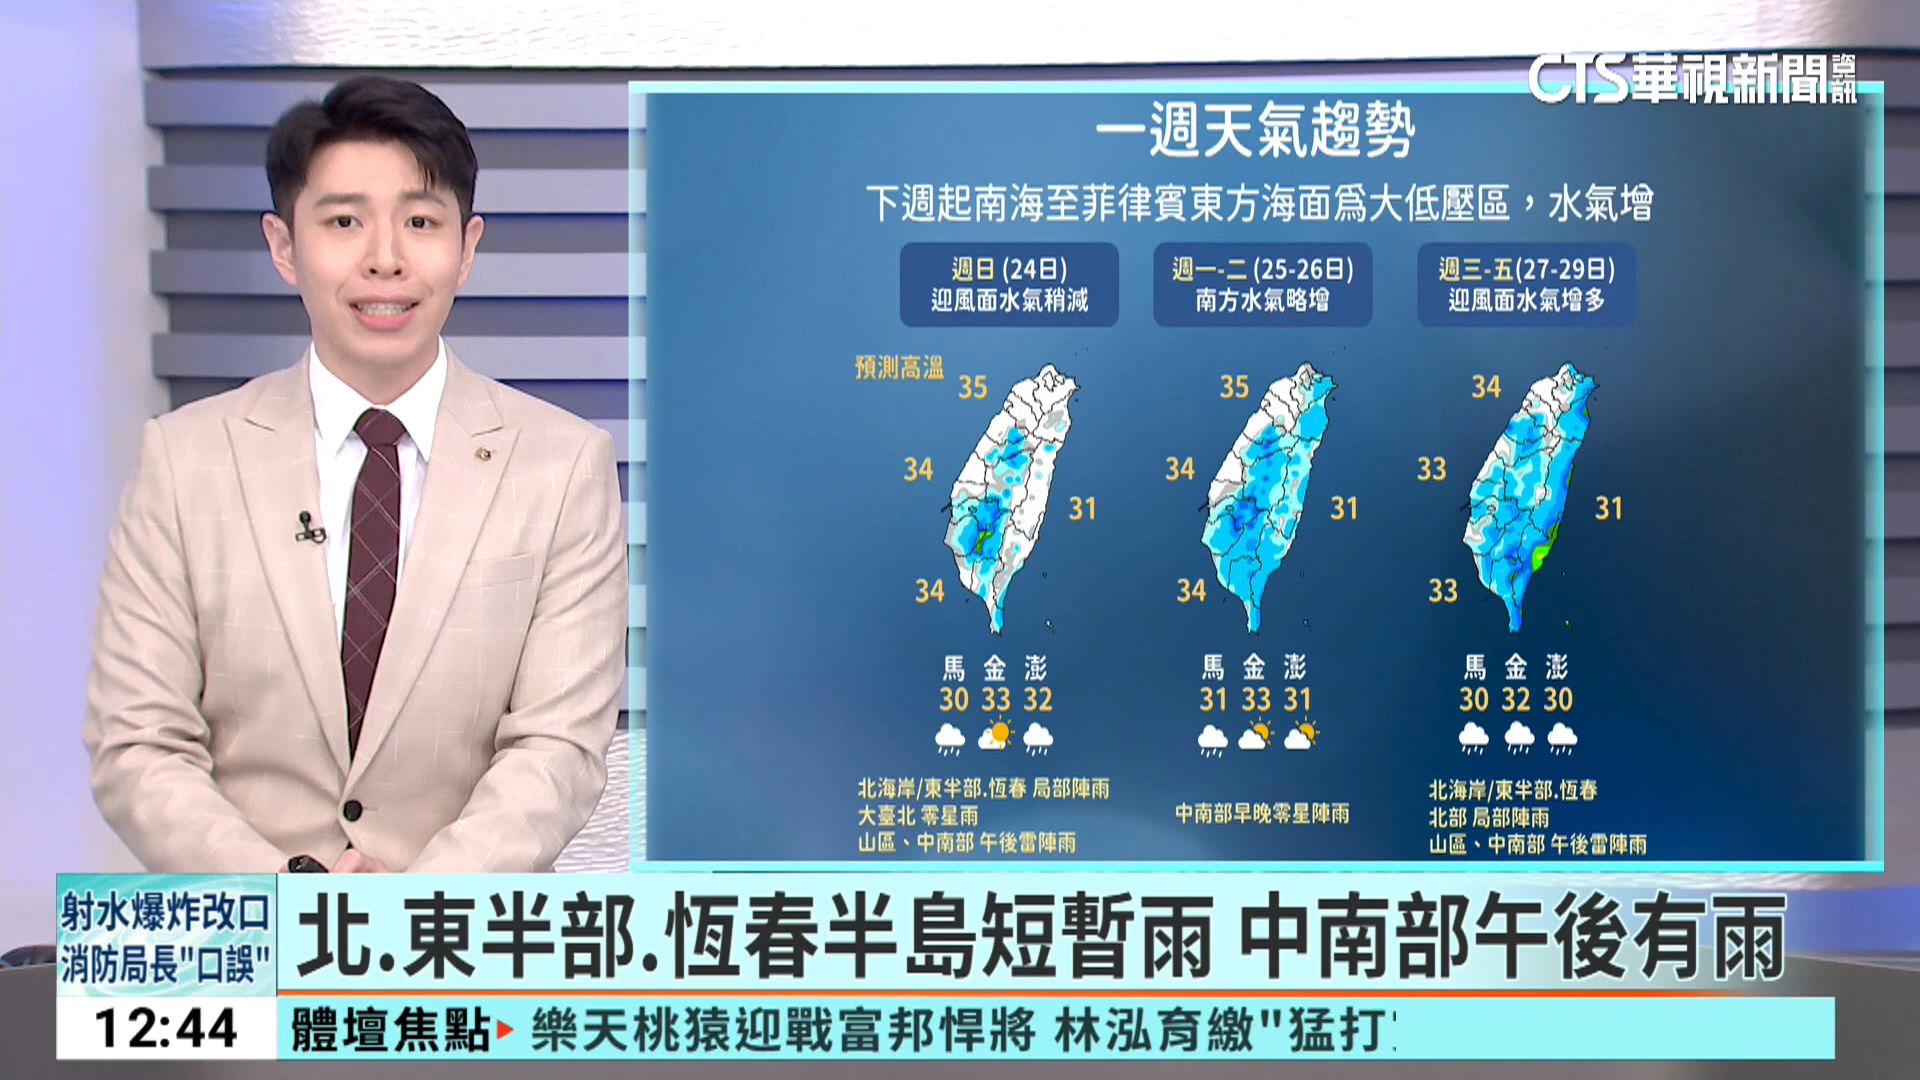 CTS華視新聞資訊
一週天氣趨勢
下週起南海至菲律賓東方海面為大低壓區，水氣增
週日(24日)
迎風面水氣稍減
週一-二(25-26日)
南方水氣略增
週三-五(27-29日)
迎風面水氣增多
預測高溫
35
34
31
34
馬 金 澎
30 33 32
北海岸/東半部.恆春 局部陣雨
大臺北 零星雨
山區、中南部 午後雷陣雨
35
34
31
34
馬 金 澎
31 33 31
中南部早晚零星陣雨
34
33
31
33
馬 金 澎
30 32 30
北海岸/東半部.恆春
北部 局部陣雨
山區、中南部 午後雷陣雨
射水爆炸改口
消防局長"口誤"
北.東半部.恆春半島短暫雨 中南部午後有雨
12:44
體壇焦點 樂天桃猿迎戰富邦悍將 林泓育繳"猛打